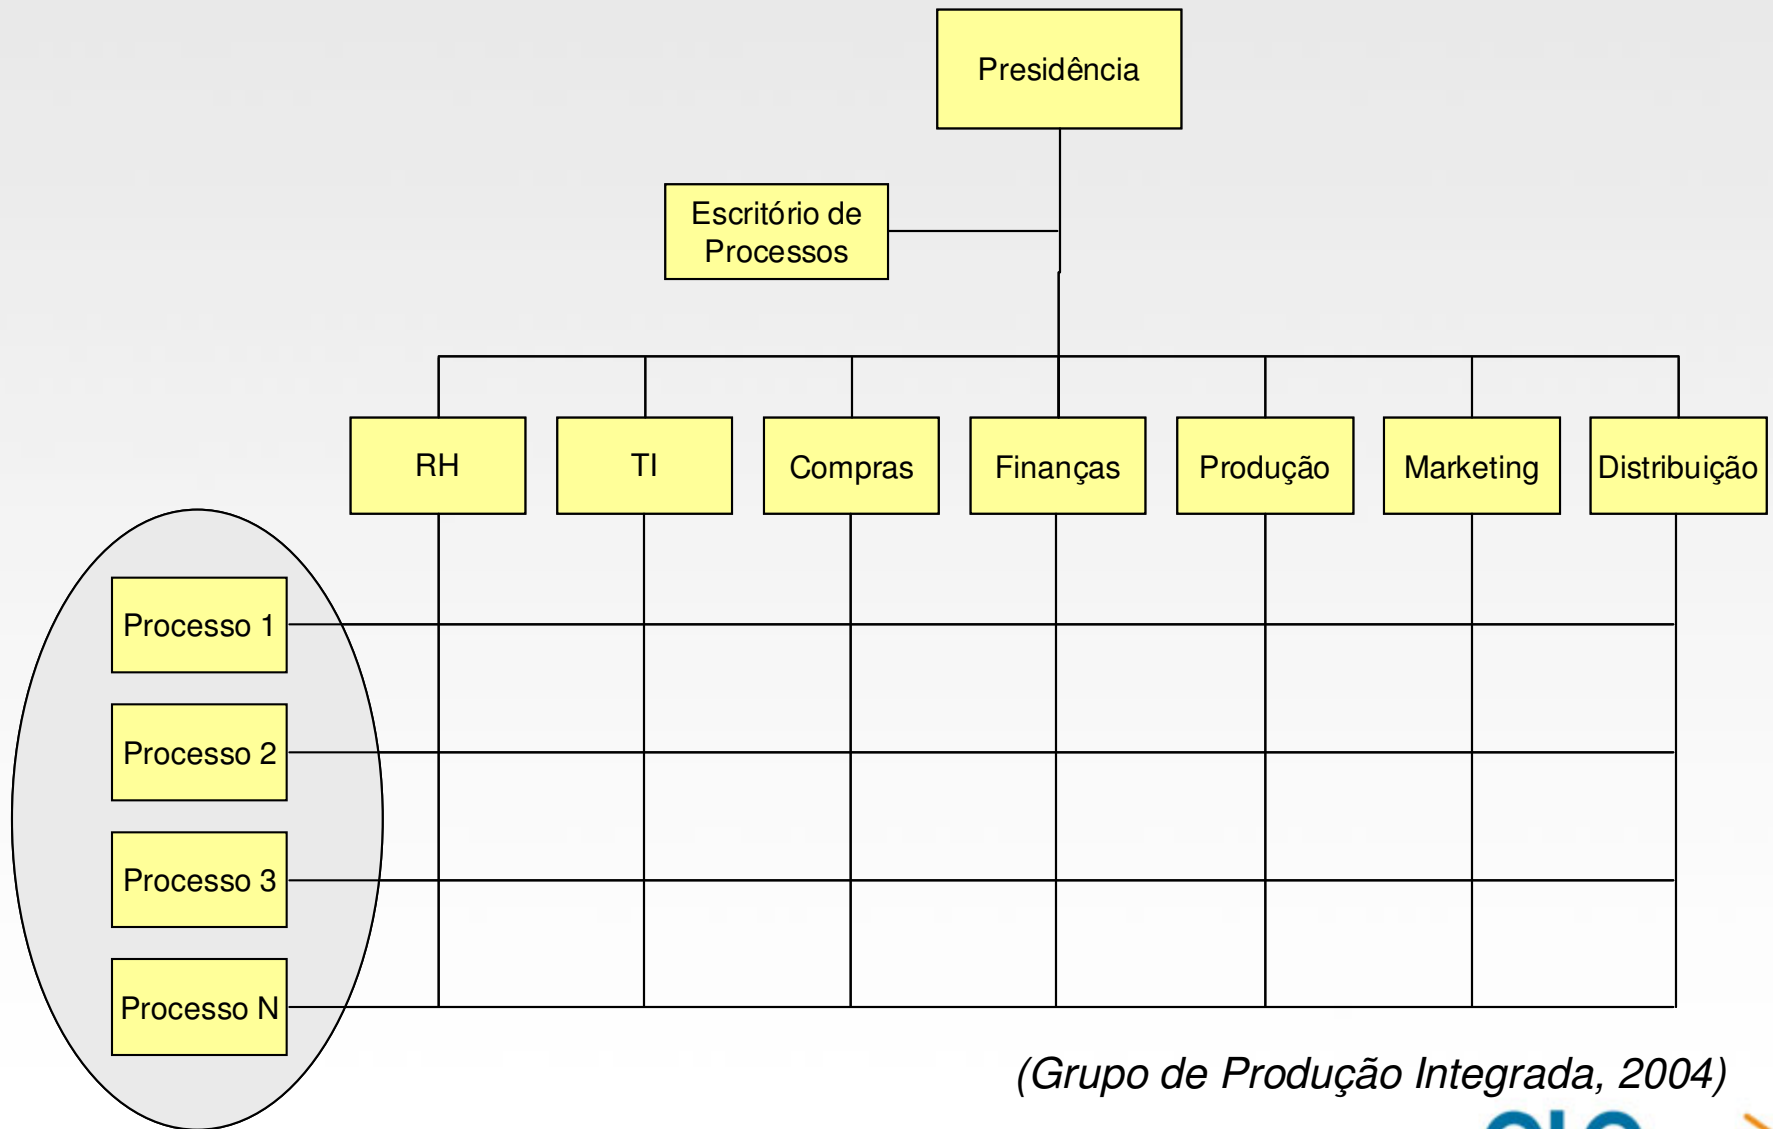 Presidência
Escritório de
Processos
RH
TI
Compras
Finanças
Produção
Marketing
Distribuição
Processo 1
Processo 2
Processo 3
Processo N
(Grupo de Produção Integrada, 2004)